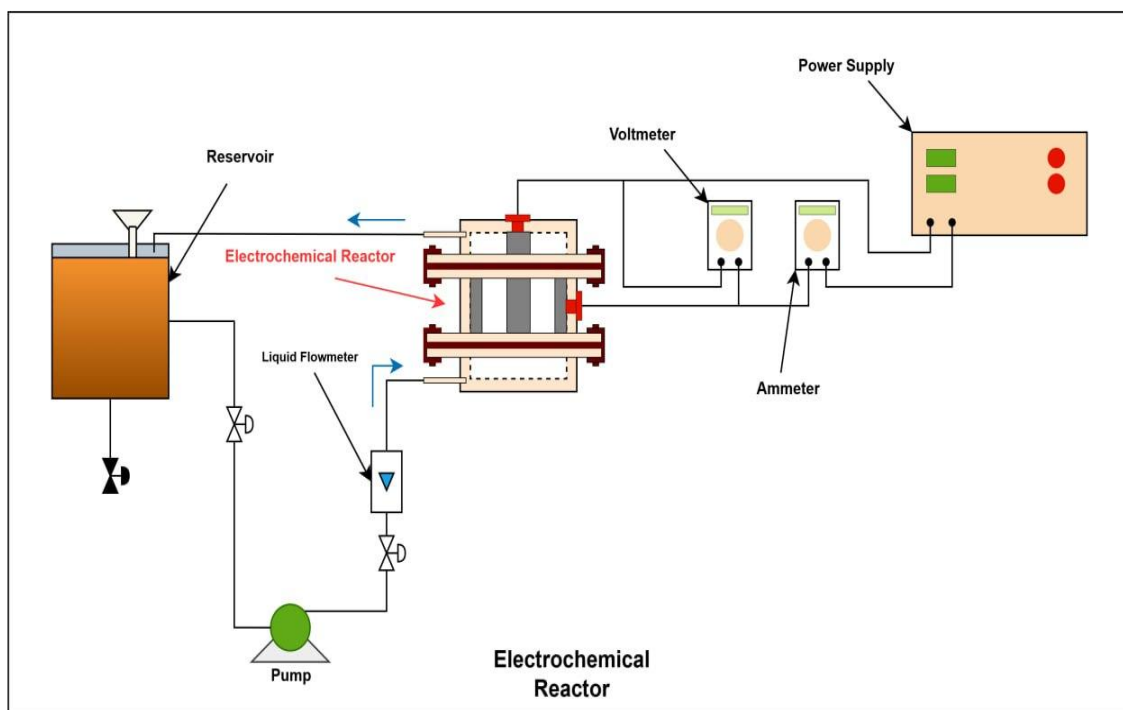 Power Supply
Voltmeter
Reservoir
Electrochemical Reactor
Liquid Flowmeter
Ammeter
Pump
Electrochemical
Reactor